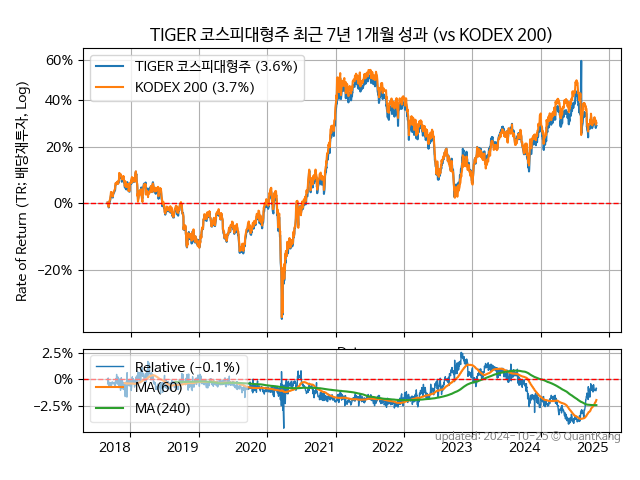 TIGER 코스피대형주 최근 7년 1개월 성과 (vs KODEX 200)
TIGER 코스피대형주 (3.6%)
KODEX 200 (3.7%)
60%
40%
20%
0%
−20%
Rate of Return (TR: 배당재투자, Log)
2.5%
0%
−2.5%
Relative (−0.1%)
MA(60)
MA(240)
updated: 2024-10-25 © QuantKang
2018 2019 2020 2021 2022 2023 2024 2025